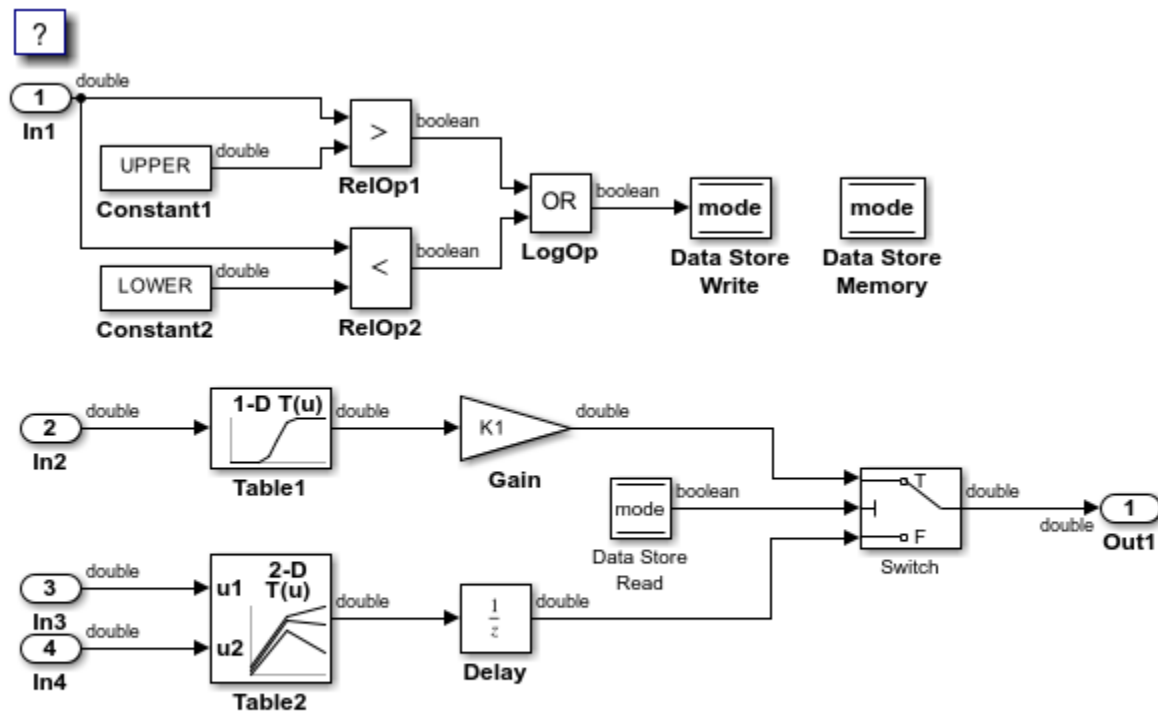 ?
double
1
In1
UPPER
double
Constant1
>
boolean
RelOp1
LOWER
double
Constant2
<
boolean
RelOp2
OR
boolean
LogOp
mode
Data Store
Write
mode
Data Store
Memory
2
double
In2
1-D T(u)
double
Table1
K1
double
Gain
mode
boolean
Data Store
Read
T
F
double
Switch
double
1
Out1
3
double
In3
4
double
In4
u1
u2
2-D
T(u)
double
Table2
1
z
double
Delay